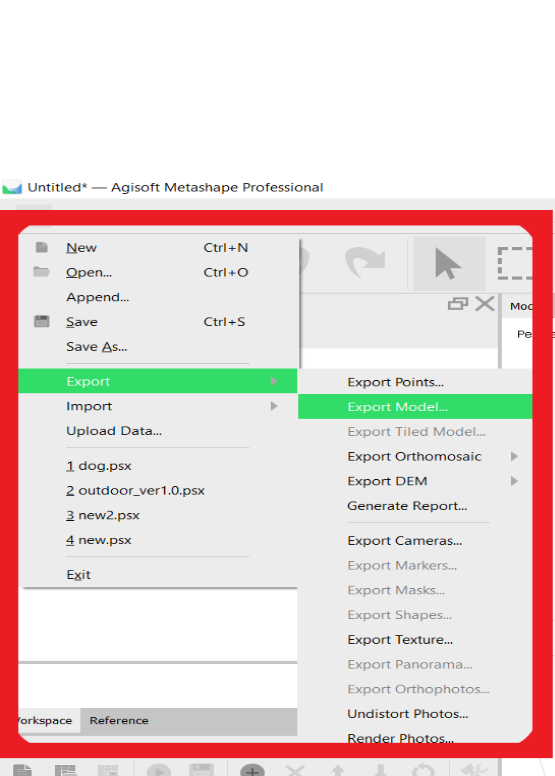 Untitled* — Agisoft Metashape Professional
New Ctrl+N
Open... Ctrl+O
Append...
Save Ctrl+S
Save As...
Export
Import
Upload Data...
1 dog.psx
2 outdoor_ver1.0.psx
3 new2.psx
4 new.psx
Exit
Export Points...
Export Model...
Export Tiled Model...
Export Orthomosaic
Export DEM
Generate Report...
Export Cameras...
Export Markers...
Export Masks...
Export Shapes...
Export Texture...
Export Panorama...
Export Orthophotos...
Undistort Photos...
Render Photos...
Reference